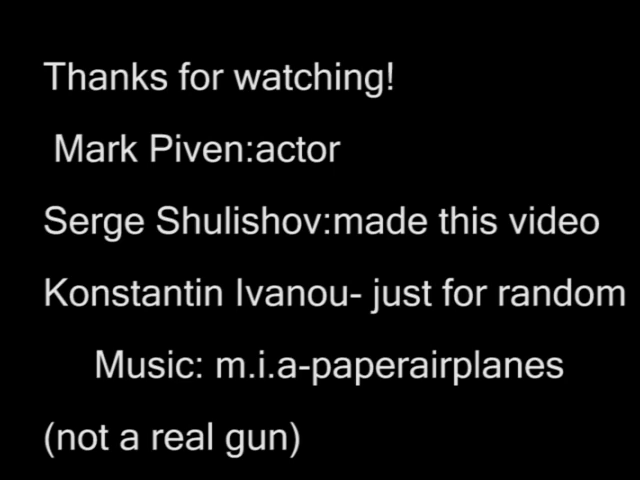 Thanks for watching!
Mark Piven:actor
Serge Shulishov:made this video
Konstantin Ivanou- just for random
Music: m.i.a-paperairplanes
(not a real gun)